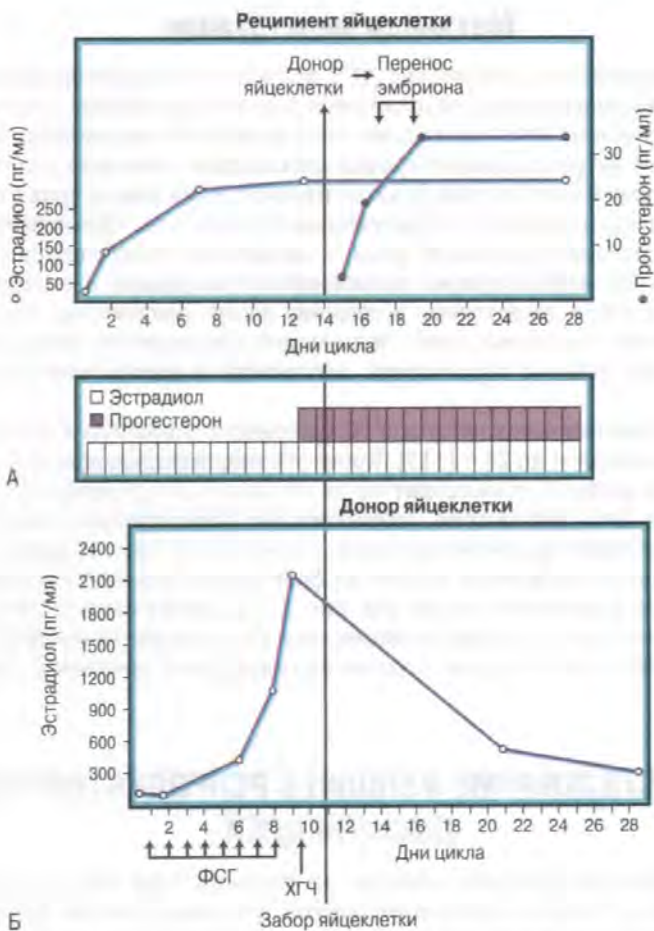 Реципиент яйцеклетки
Донор → Перенос
яйцеклетки эмбриона
○ Эстрадиол (пг/мл)
250
200
150
100
50
30
20
10
● Прогестерон (пг/мл)
2 4 6 8 10 12 14 16 18 20 22 24 26 28
Дни цикла
□ Эстрадиол
■ Прогестерон
А
Донор яйцеклетки
Эстрадиол (пг/мл)
2400
2100
1800
1500
1200
900
600
300
2 4 6 8 10 12 14 16 18 20 22 24 26 28
Дни цикла
ФСГ
ХГЧ
Б
Забор яйцеклетки